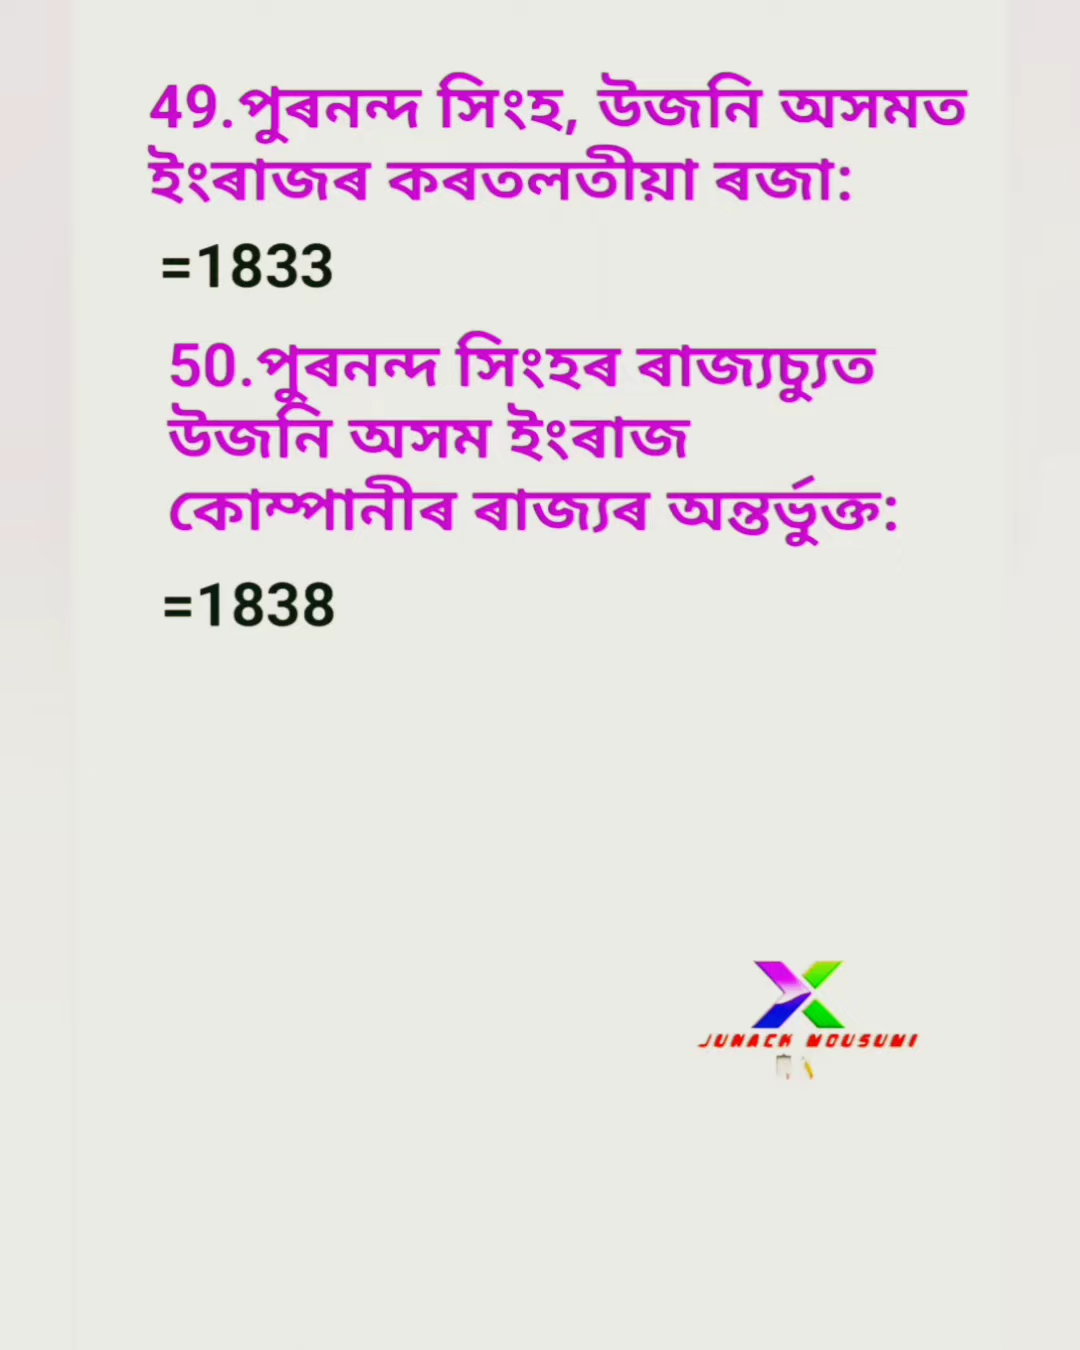 49.পুৰনন্দ সিংহ, উজনি অসমত
ইংৰাজৰ কৰতলতীয়া ৰজা:
=1833
50.পুৰনন্দ সিংহৰ ৰাজ্যচ্যুত
উজনি অসম ইংৰাজ
কোম্পানীৰ ৰাজ্যৰ অন্তৰ্ভুক্ত:
=1838
JUNACK MOUSUMI